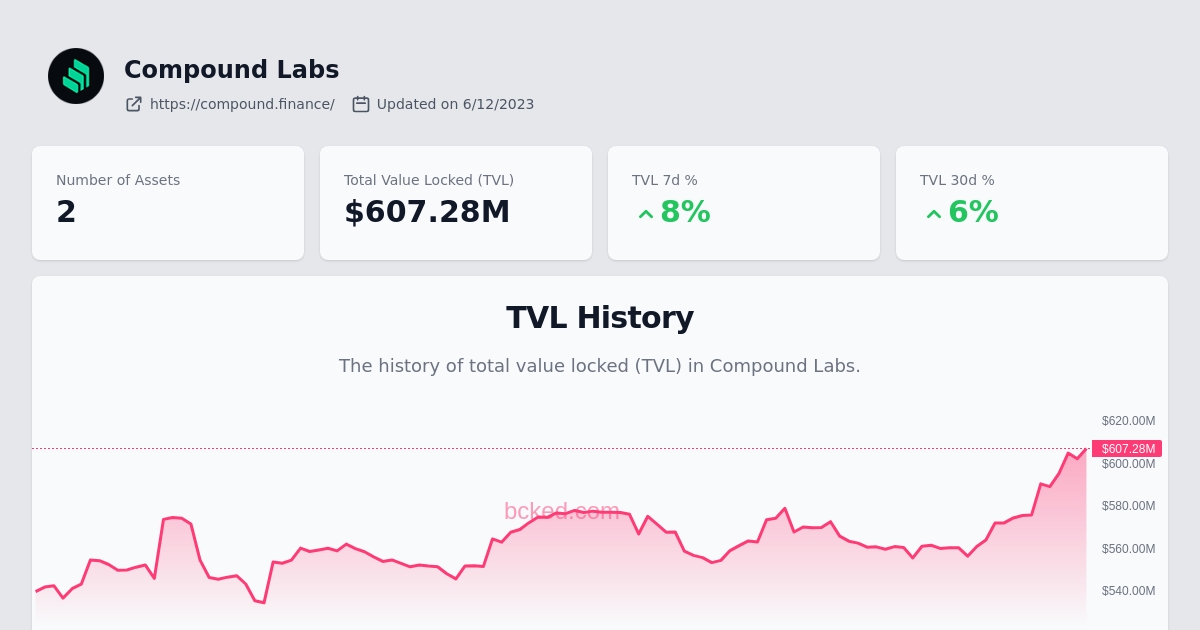 Compound Labs
https://compound.finance/ Updated on 6/12/2023
Number of Assets
2
Total Value Locked (TVL)
$607.28M
TVL 7d %
8%
TVL 30d %
6%
TVL History
The history of total value locked (TVL) in Compound Labs.
$620.00M
$607.28M
$600.00M
bcked.com
$580.00M
$560.00M
$540.00M